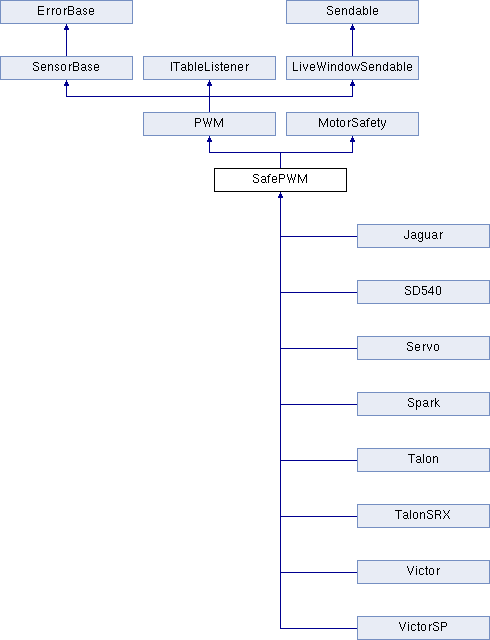 ErrorBase
Sendable
SensorBase
ITableListener
LiveWindowSendable
PWM
MotorSafety
SafePWM
Jaguar
SD540
Servo
Spark
Talon
TalonSRX
Victor
VictorSP